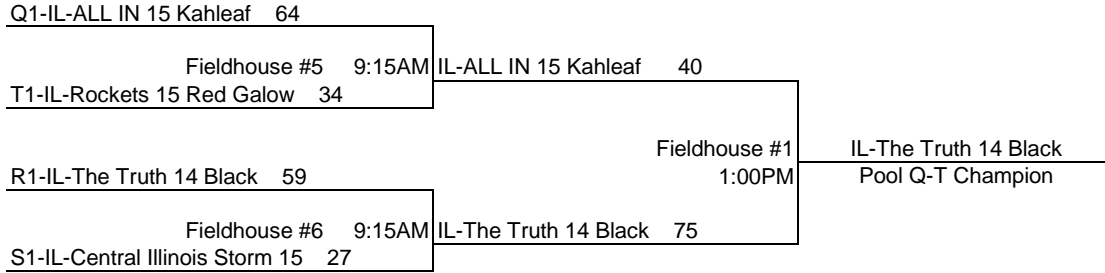 Q1-IL-ALL IN 15 Kahleaf 64
Fieldhouse #5 9:15AM IL-ALL IN 15 Kahleaf 40
T1-IL-Rockets 15 Red Galow 34
Fieldhouse #1 IL-The Truth 14 Black
R1-IL-The Truth 14 Black 59 1:00PM Pool Q-T Champion
Fieldhouse #6 9:15AM IL-The Truth 14 Black 75
S1-IL-Central Illinois Storm 15 27